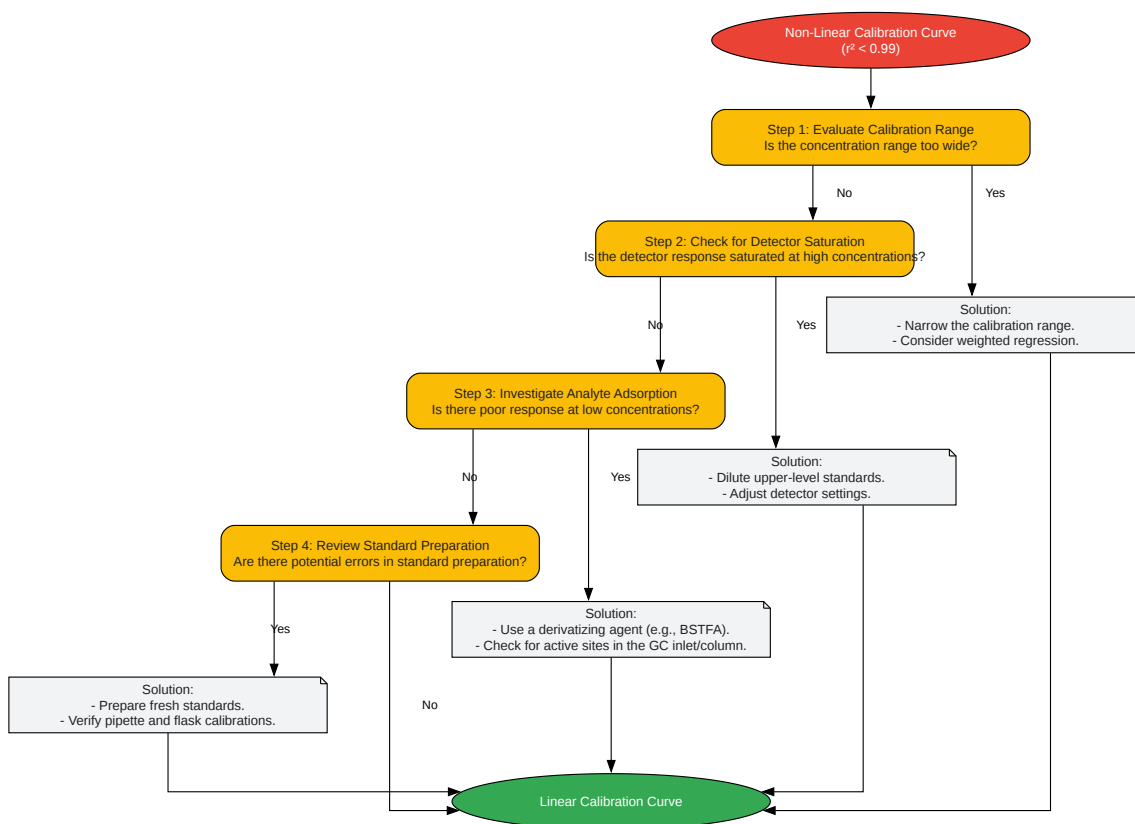 Non-Linear Calibration Curve
(r² < 0.99)
Step 1: Evaluate Calibration Range
Is the concentration range too wide?
No
Yes
Step 2: Check for Detector Saturation
Is the detector response saturated at high concentrations?
Solution:
- Narrow the calibration range.
- Consider weighted regression.
No
Yes
Step 3: Investigate Analyte Adsorption
Is there poor response at low concentrations?
Solution:
- Dilute upper-level standards.
- Adjust detector settings.
No
Yes
Step 4: Review Standard Preparation
Are there potential errors in standard preparation?
Solution:
- Use a derivatizing agent (e.g., BSTFA).
- Check for active sites in the GC inlet/column.
Yes
Solution:
- Prepare fresh standards.
- Verify pipette and flask calibrations.
No
Linear Calibration Curve